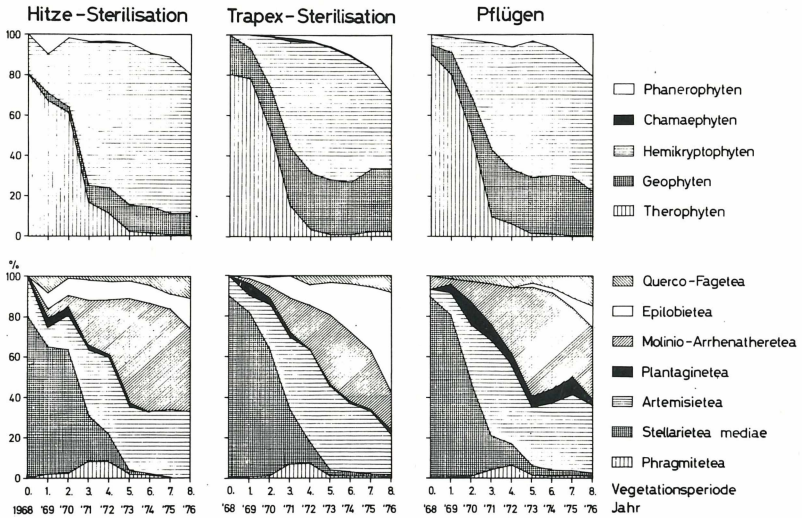 Hitze-Sterilisation Trapex-Sterilisation Pflügen
100
80
60
40
20
0
Phanerophyten
Chamaephyten
Hemikryptophyten
Geophyten
Therophyten
%
100
80
60
40
20
0
Querco-Fagetea
Epilobietea
Molinio-Arrhenatheretea
Plantaginetea
Artemisietea
Stellarietea mediae
Phragmitetea
0. 1. 2. 3. 4. 5. 6. 7. 8. 0. 1. 2. 3. 4. 5. 6. 7. 8. 0. 1. 2. 3. 4. 5. 6. 7. 8. Vegetationsperiode
1968 '69 '70 '71 '72 '73 '74 '75 '76 '68 '69 '70 '71 '72 '73 '74 '75 '76 '68 '69 '70 '71 '72 '73 '74 '75 '76 Jahr